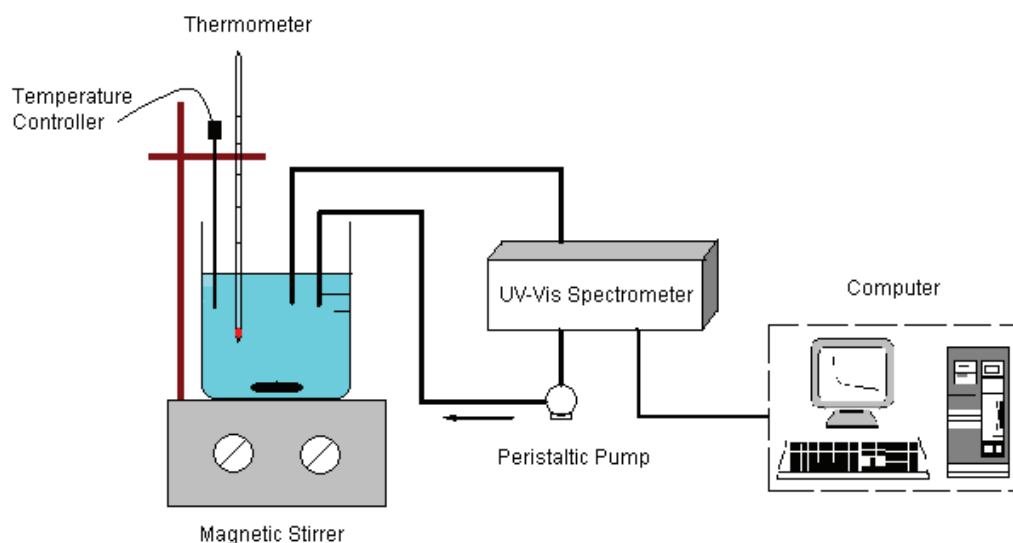 Thermometer
Temperature
Controller
UV-Vis Spectrometer
Computer
Peristaltic Pump
Magnetic Stirrer